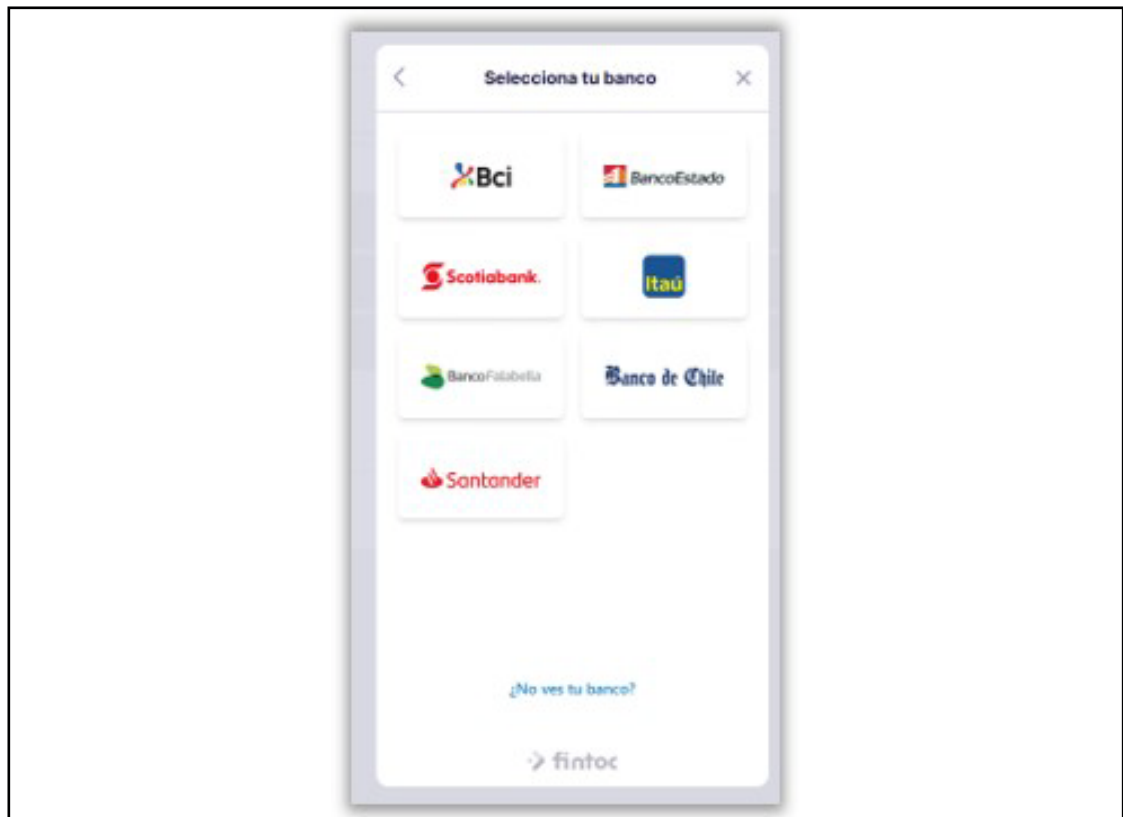 Selecciona tu banco
Bci
BancoEstado
Scotiabank.
Itaú
BancoFalabella
Banco de Chile
Santander
¿No ves tu banco?
fintoc